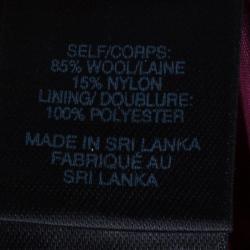 SELF/CORPS:
85% WOOL/LAINE
15% NYLON
LINING/ DOUBLURE:
100% POLYESTER
MADE IN SRI LANKA
FABRIQUÉ AU
SRI LANKA